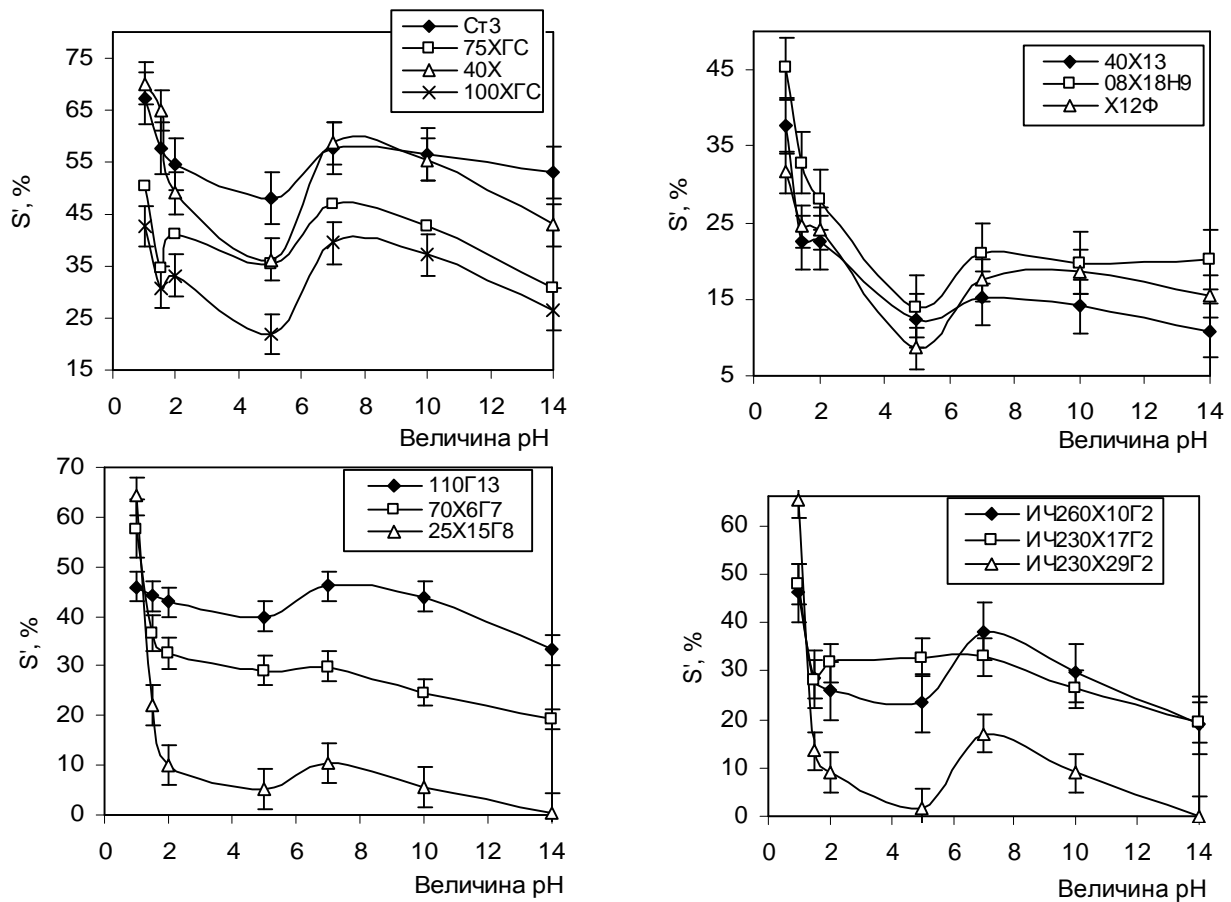 Ст3
75ХГС
40Х
100ХГС
S', %
75
65
55
45
35
25
15
0 2 4 6 8 10 12 14
Величина pH
40Х13
08Х18Н9
Х12Ф
S', %
45
35
25
15
5
0 2 4 6 8 10 12 14
Величина pH
110Г13
70Х6Г7
25Х15Г8
S', %
70
60
50
40
30
20
10
0
0 2 4 6 8 10 12 14
Величина pH
ИЧ260Х10Г2
ИЧ230Х17Г2
ИЧ230Х29Г2
S', %
60
50
40
30
20
10
0
0 2 4 6 8 10 12 14
Величина pH